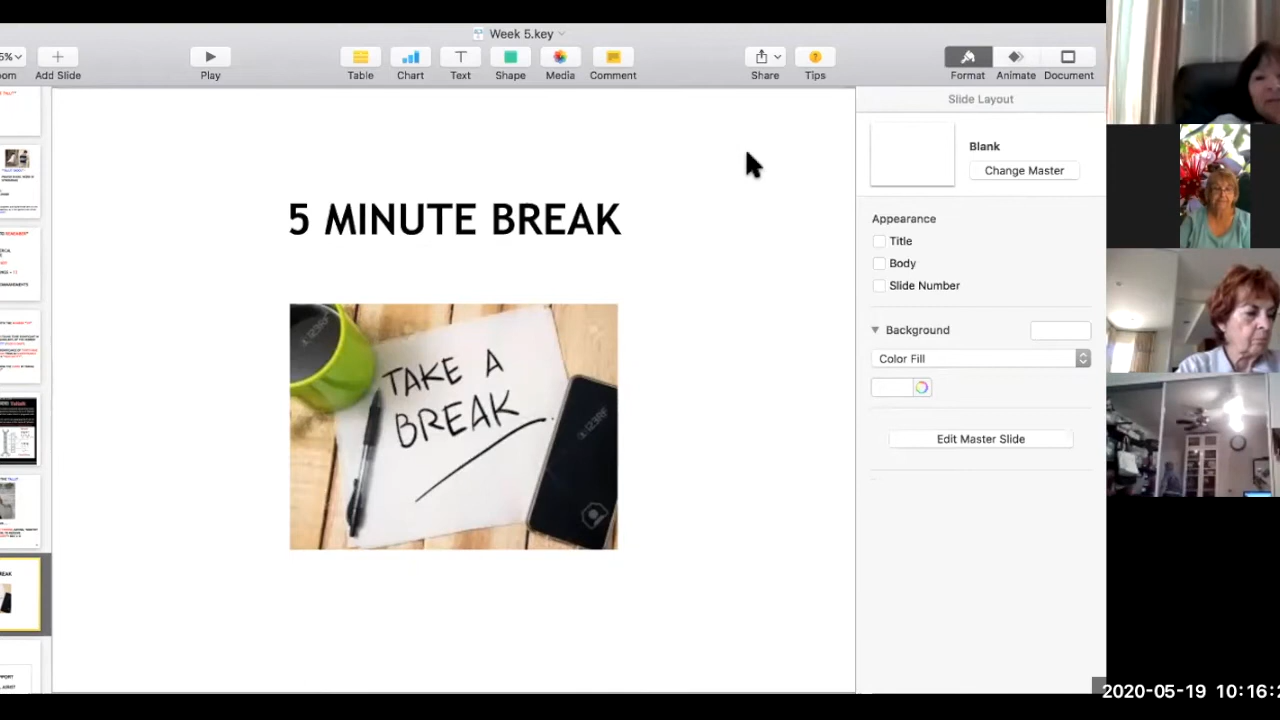 Week 5.key
Add Slide
Play
Table
Chart
Text
Shape
Media
Comment
Share
Tips
Format
Animate
Document
Slide Layout
Blank
Change Master
Appearance
Title
Body
Slide Number
Background
Color Fill
Edit Master Slide
5 MINUTE BREAK
TAKE A
BREAK
123RF
123RF
2020-05-19 10:16:2